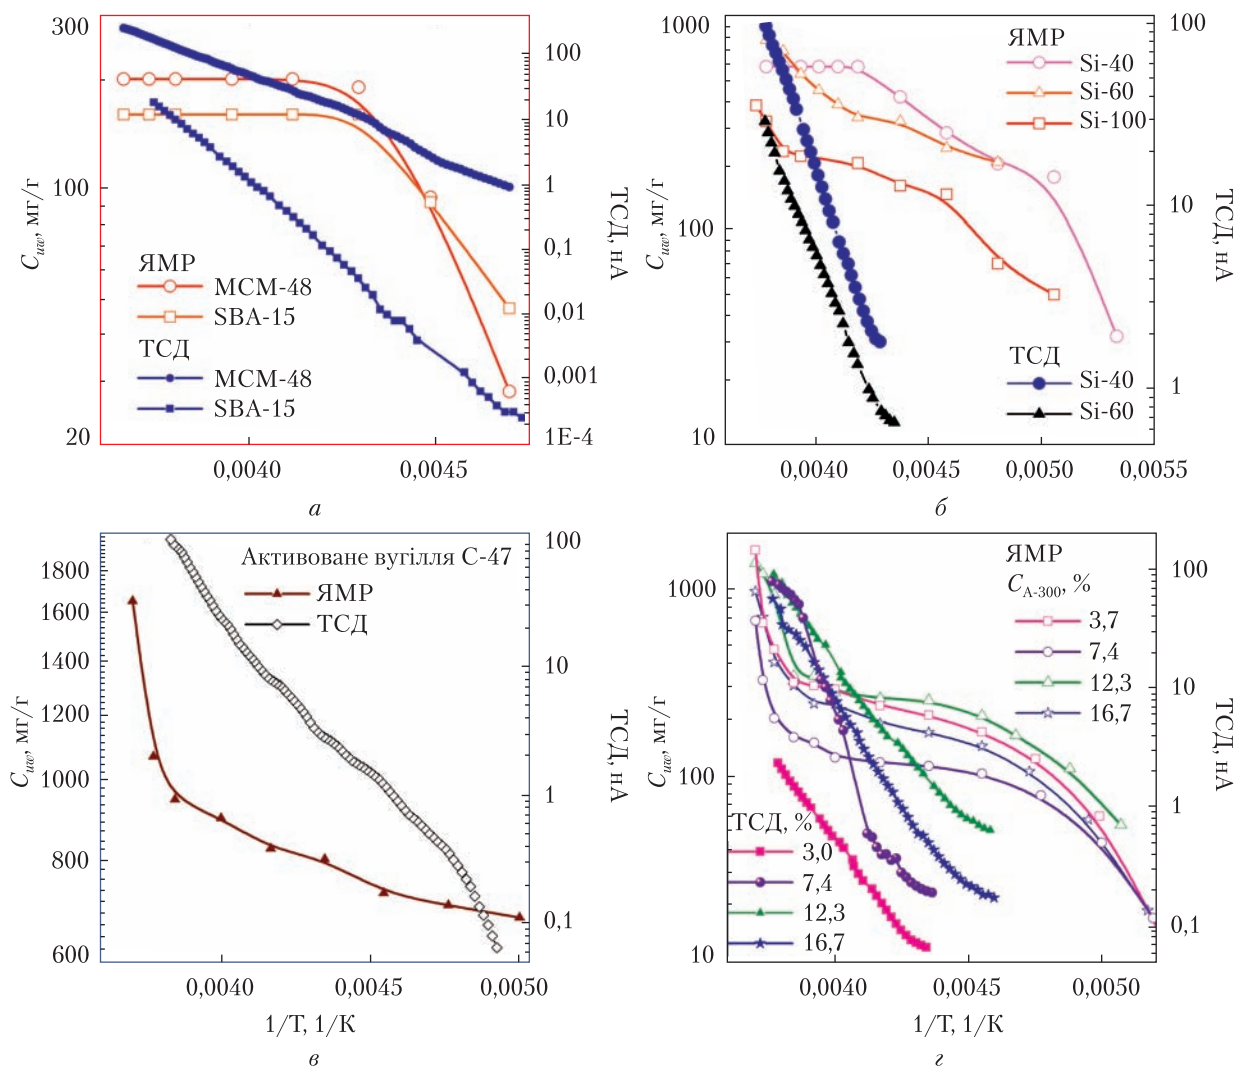 300
100
20
C_uw, мг/г
ЯМР
MCM-48
SBA-15
ТСД
MCM-48
SBA-15
100
10
1
0,1
0,01
0,001
1E-4
ТСД, нА
0,0040
0,0045
а
1000
100
10
C_uw, мг/г
ЯМР
Si-40
Si-60
Si-100
ТСД
Si-40
Si-60
100
10
1
ТСД, нА
0,0040
0,0045
0,0050
0,0055
б
1800
1600
1400
1200
1000
800
600
C_uw, мг/г
Активоване вугілля С-47
ЯМР
ТСД
100
10
1
0,1
ТСД, нА
0,0040
0,0045
0,0050
1/T, 1/K
в
1000
100
10
C_uw, мг/г
ЯМР
C_A-300, %
3,7
7,4
12,3
16,7
ТСД, %
3,0
7,4
12,3
16,7
100
10
1
0,1
ТСД, нА
0,0040
0,0045
0,0050
1/T, 1/K
г